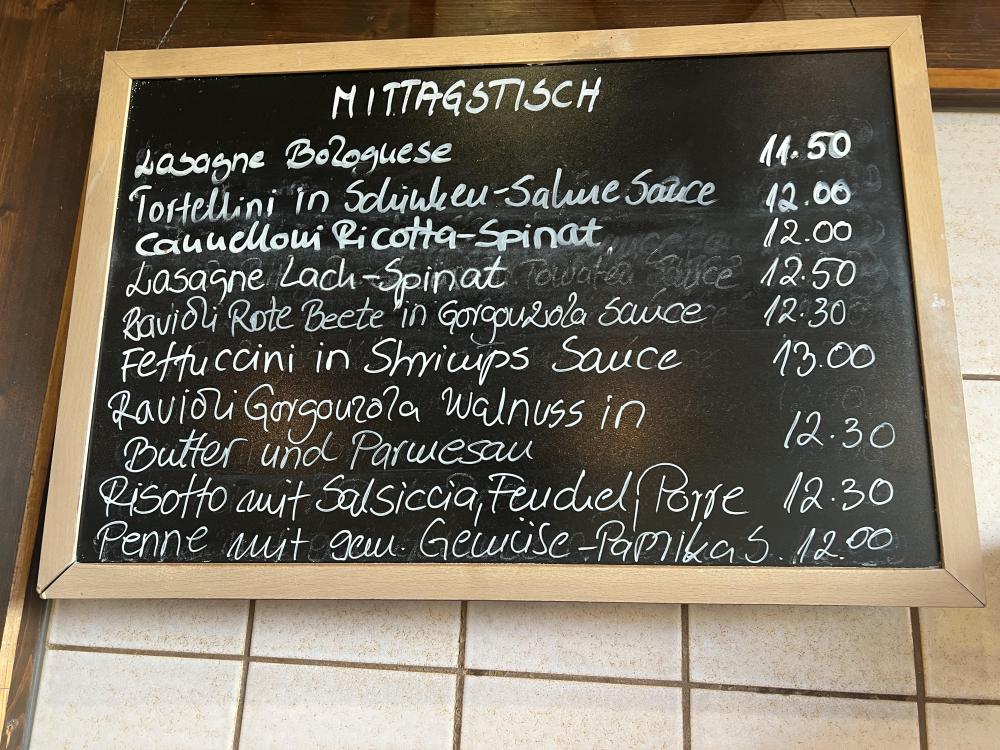 MITTAGSTISCH
Lasagne Bolognese 11.50
Tortellini in Schinken-Sahne Sauce 12.00
Cannelloni Ricotta-Spinat 12.00
Lasagne Lach-Spinat 12.50
Ravioli Rote Beete in Gorgonzola Sauce 12.30
Fettuccini in Shrimps Sauce 13.00
Ravioli Gorgonzola Walnuss in
Butter und Parmesan 12.30
Risotto mit Salsiccia, Fenchel, Porre 12.30
Penne mit gem. Gemüse-Paprika S. 12.00